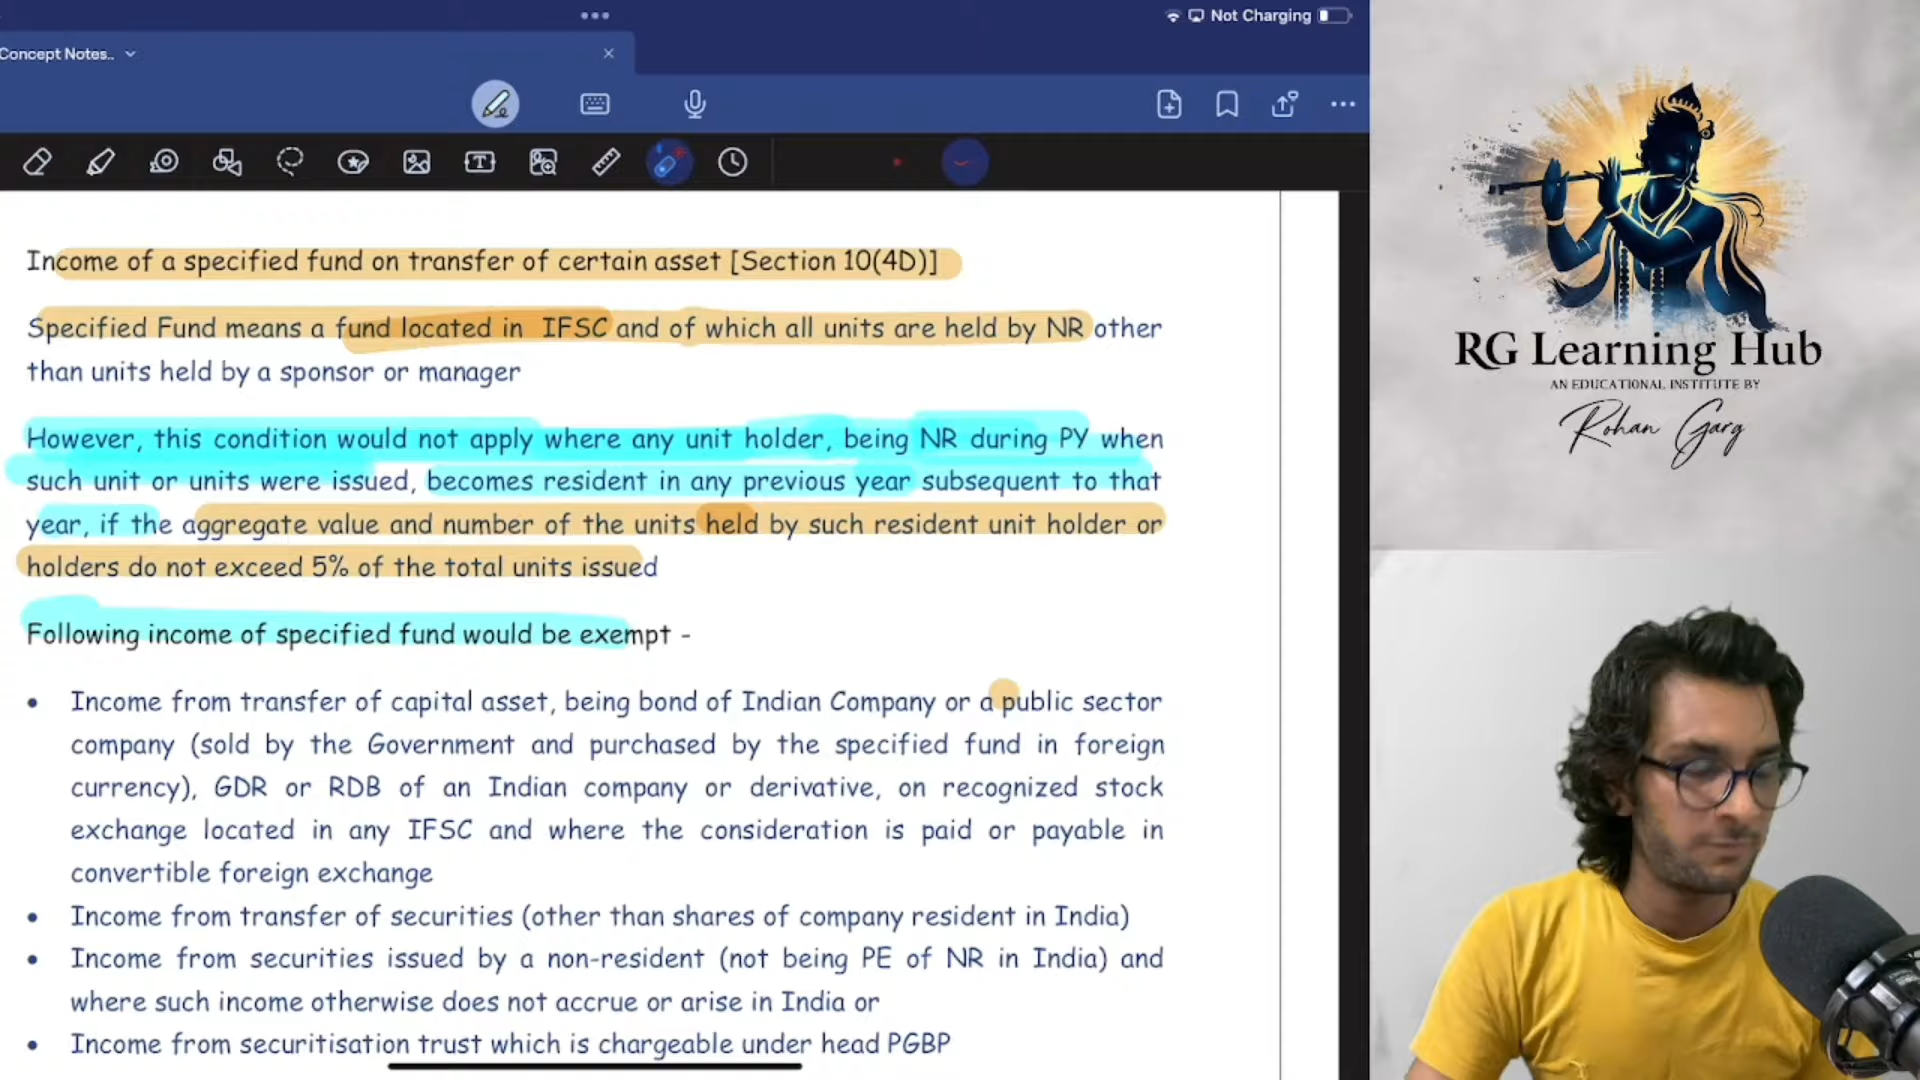 Not Charging
Concept Notes..
Income of a specified fund on transfer of certain asset [Section 10(4D)]
Specified Fund means a fund located in IFSC and of which all units are held by NR other
than units held by a sponsor or manager
However, this condition would not apply where any unit holder, being NR during PY when
such unit or units were issued, becomes resident in any previous year subsequent to that
year, if the aggregate value and number of the units held by such resident unit holder or
holders do not exceed 5% of the total units issued
Following income of specified fund would be exempt -
• Income from transfer of capital asset, being bond of Indian Company or a public sector
company (sold by the Government and purchased by the specified fund in foreign
currency), GDR or RDB of an Indian company or derivative, on recognized stock
exchange located in any IFSC and where the consideration is paid or payable in
convertible foreign exchange
• Income from transfer of securities (other than shares of company resident in India)
• Income from securities issued by a non-resident (not being PE of NR in India) and
where such income otherwise does not accrue or arise in India or
• Income from securitisation trust which is chargeable under head PGBP
RG Learning Hub
AN EDUCATIONAL INSTITUTE BY
Rohan Garg